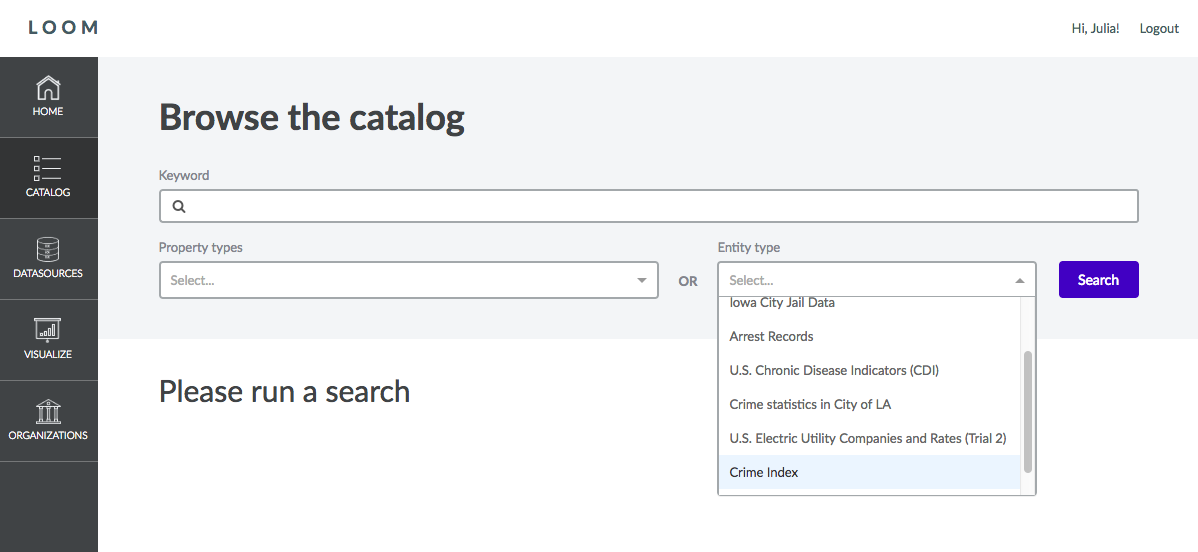 LOOM
Hi, Julia! Logout
HOME
CATALOG
DATASOURCES
VISUALIZE
ORGANIZATIONS
Browse the catalog
Keyword
Property types
Select...
OR
Entity type
Select...
Search
Iowa City Jail Data
Arrest Records
U.S. Chronic Disease Indicators (CDI)
Crime statistics in City of LA
U.S. Electric Utility Companies and Rates (Trial 2)
Crime Index
Please run a search